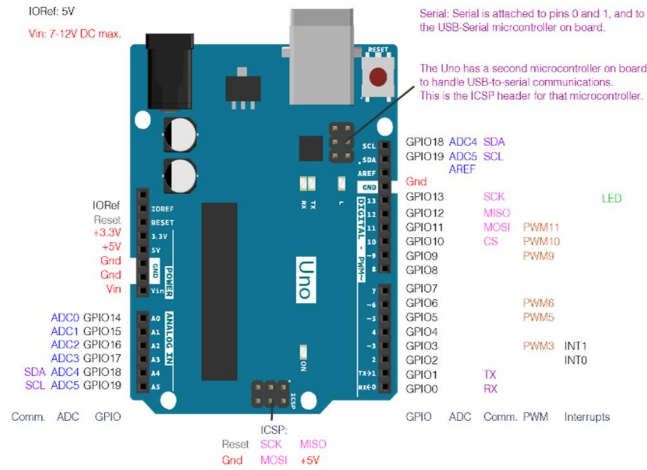 IORef: 5V
Vin: 7-12V DC max.
Serial: Serial is attached to pins 0 and 1, and to
the USB-Serial mircrontroller on board.
The Uno has a second microcontroller on board
to handle USB-to-serial communications.
This is the ICSP header for that microcontroller.
RESET
SCL
SDA
AREF
GND
13
12
11
10
~9
8
DIGITAL - PWM~
7
~6
~5
4
~3
2
TX→1
RX←0
RX
TX
L
Uno
ON
ICSP
IOREF
RESET
3.3V
5V
GND
Vin
POWER
A0
A1
A2
A3
A4
A5
ANALOG IN
IORef
Reset
+3.3V
+5V
Gnd
Gnd
Vin
ADC0 GPIO14
ADC1 GPIO15
ADC2 GPIO16
ADC3 GPIO17
SDA ADC4 GPIO18
SCL ADC5 GPIO19
Comm. ADC GPIO
GPIO18 ADC4 SDA
GPIO19 ADC5 SCL
AREF
Gnd
GPIO13 SCK LED
GPIO12 MISO
GPIO11 MOSI PWM11
GPIO10 CS PWM10
GPIO9 PWM9
GPIO8
GPIO7
GPIO6 PWM6
GPIO5 PWM5
GPIO4
GPIO3 PWM3 INT1
GPIO2 INT0
GPIO1 TX
GPIO0 RX
GPIO ADC Comm. PWM Interrupts
ICSP:
Reset SCK MISO
Gnd MOSI +5V